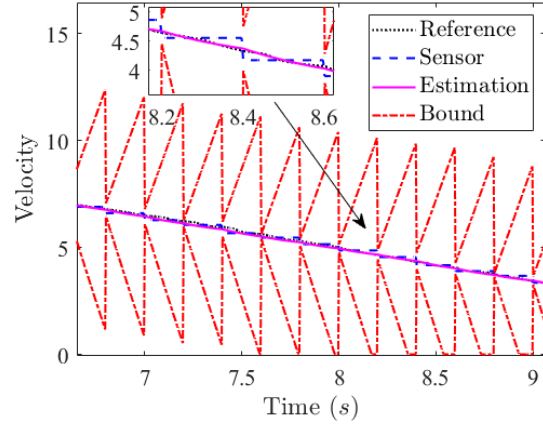 5
4.5
4
8.2 8.4 8.6
Reference
Sensor
Estimation
Bound
15
10
5
0
Velocity
7 7.5 8 8.5 9
Time (s)